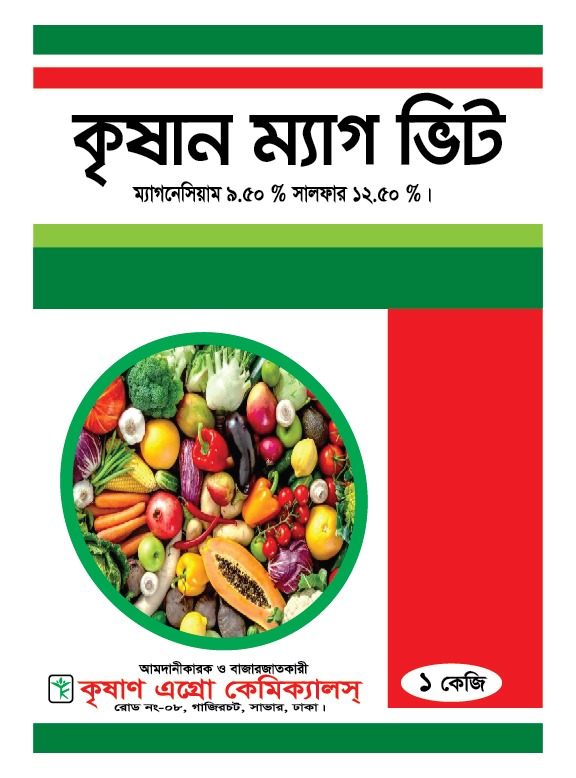 কৃষান ম্যাগ ভিট
ম্যাগনেসিয়াম ৯.৫০ % সালফার ১২.৫০ % ।
আমদানীকারক ও বাজারজাতকারী
কৃষাণ এগ্রো কেমিক্যালস্
রোড নং-০৮, গাজিরচট, সাভার, ঢাকা ।
১ কেজি